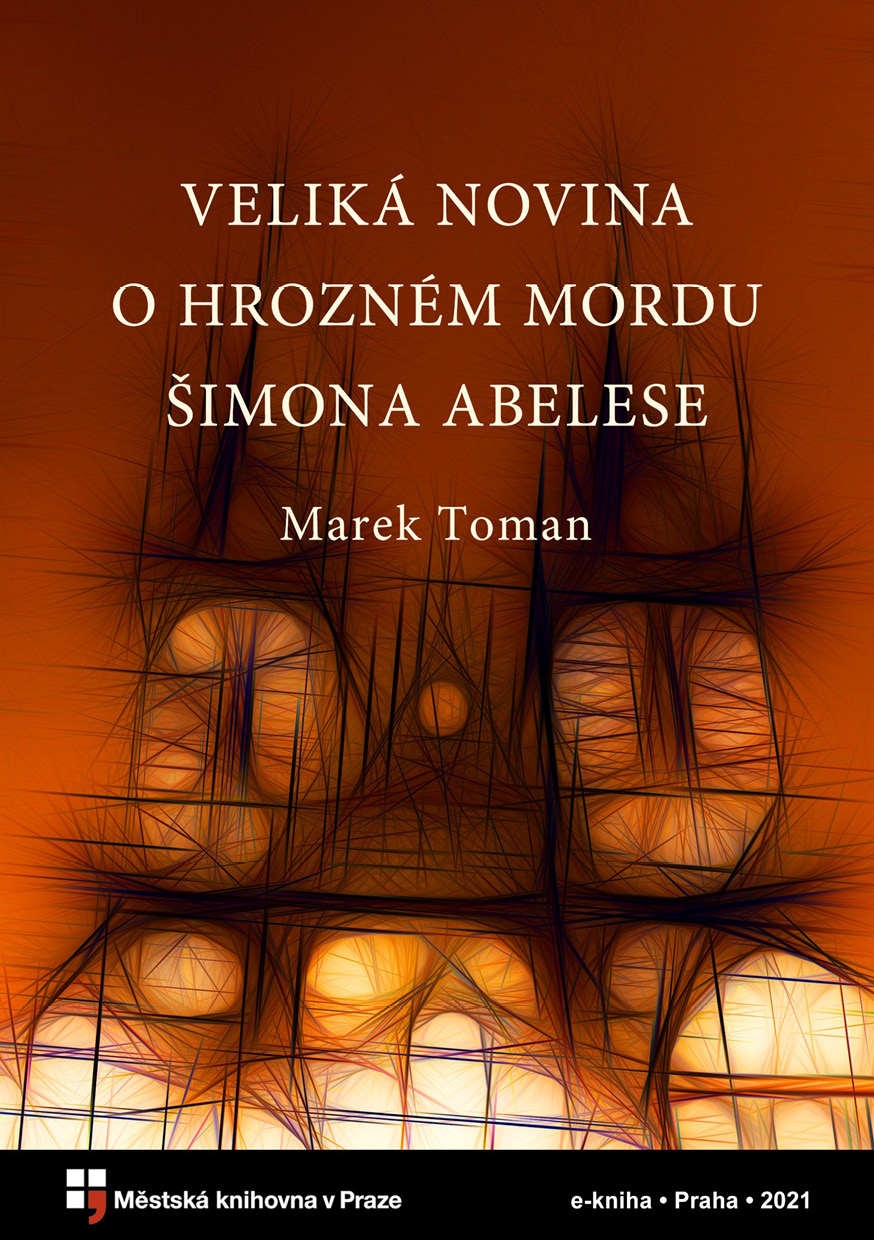 VELIKÁ NOVINA
O HROZNÉM MORDU
ŠIMONA ABELESE
Marek Toman
Městská knihovna v Praze
e-kniha • Praha • 2021